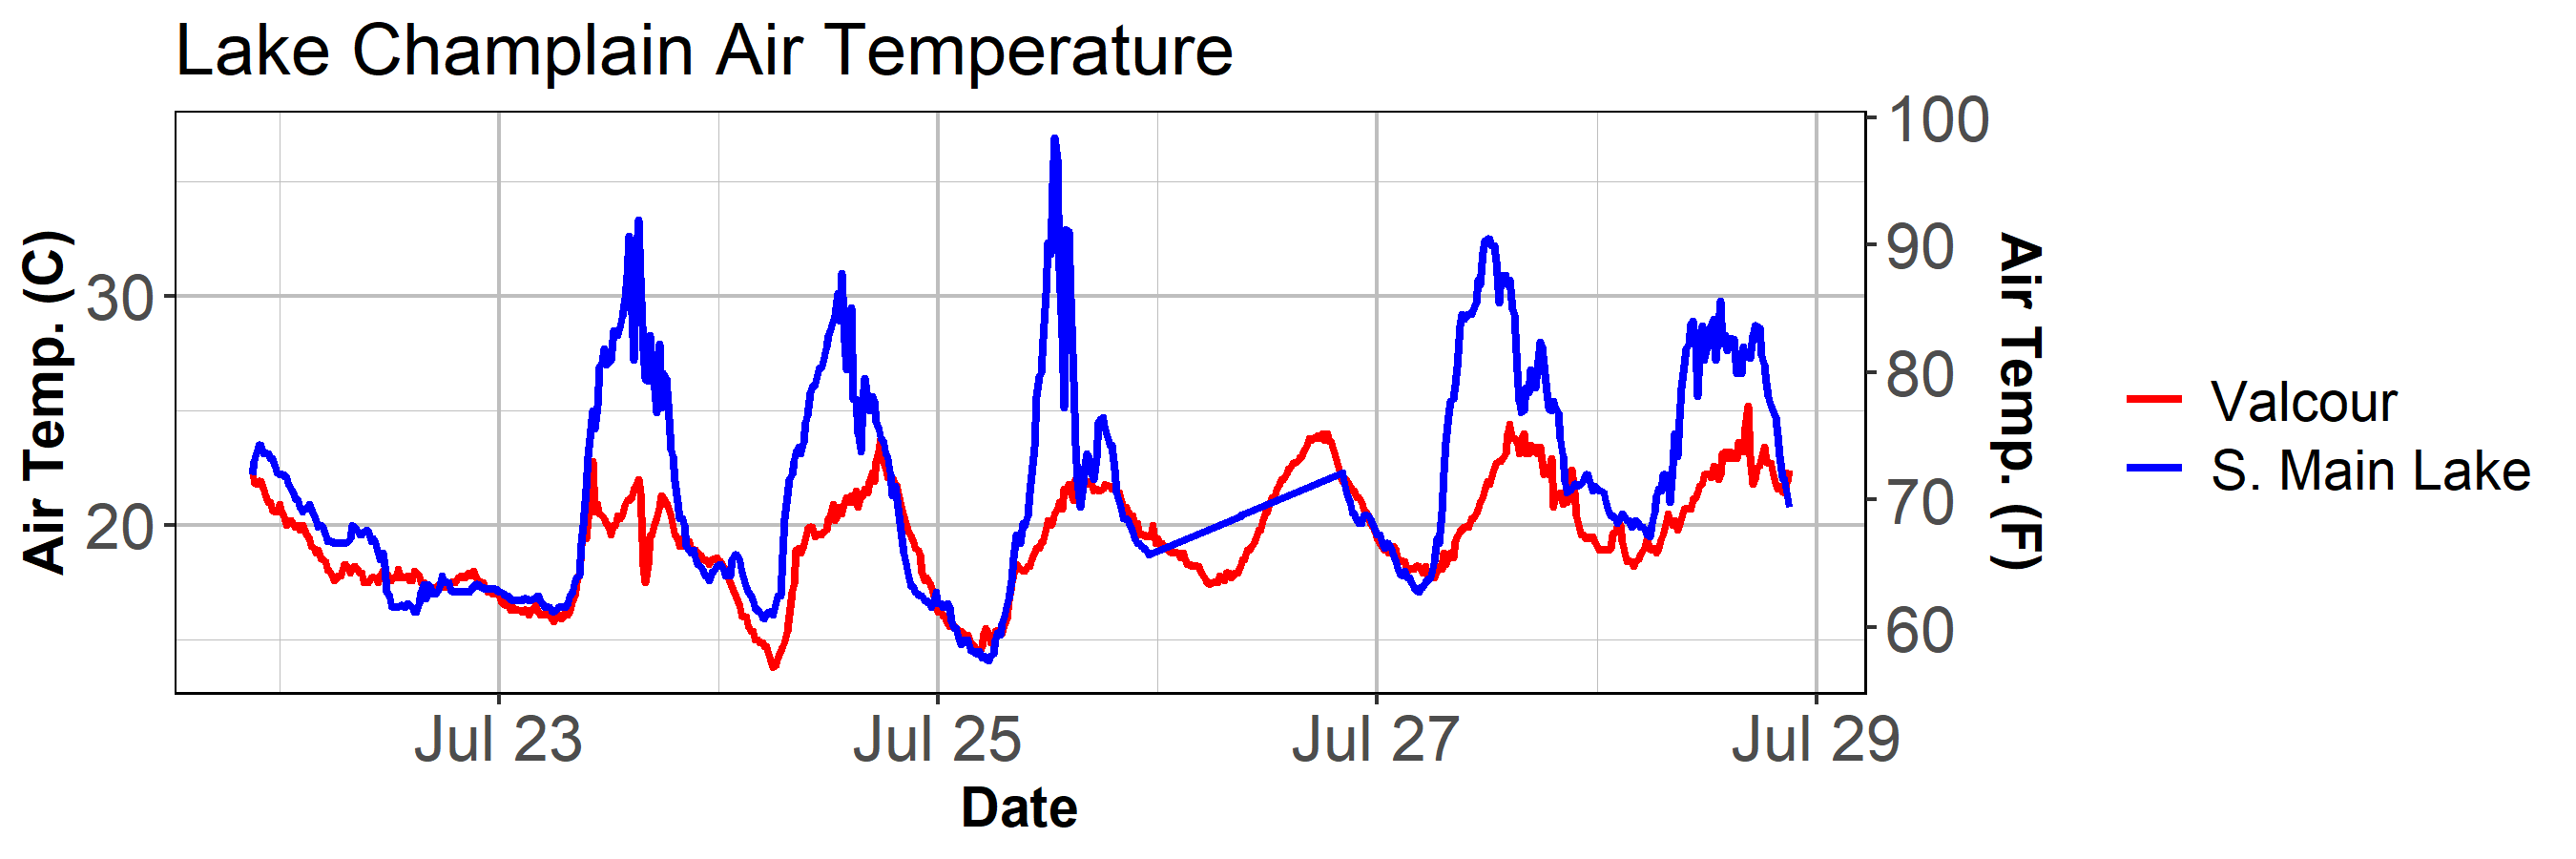 Lake Champlain Air Temperature
Air Temp. (C)
30
20
100
90
80
70
60
Air Temp. (F)
Jul 23
Jul 25
Jul 27
Jul 29
Date
Valcour
S. Main Lake